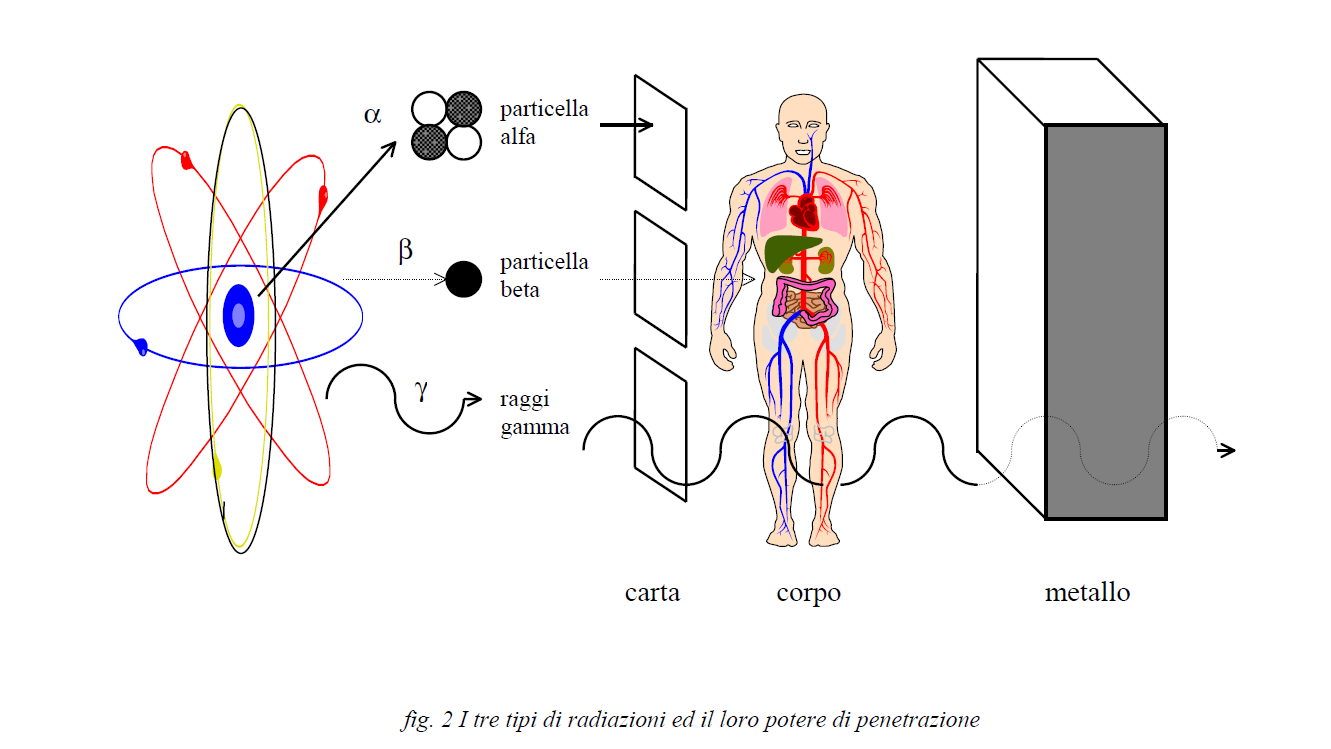 α
particella
alfa
β
particella
beta
γ
raggi
gamma
carta
corpo
metallo
fig. 2 I tre tipi di radiazioni ed il loro potere di penetrazione